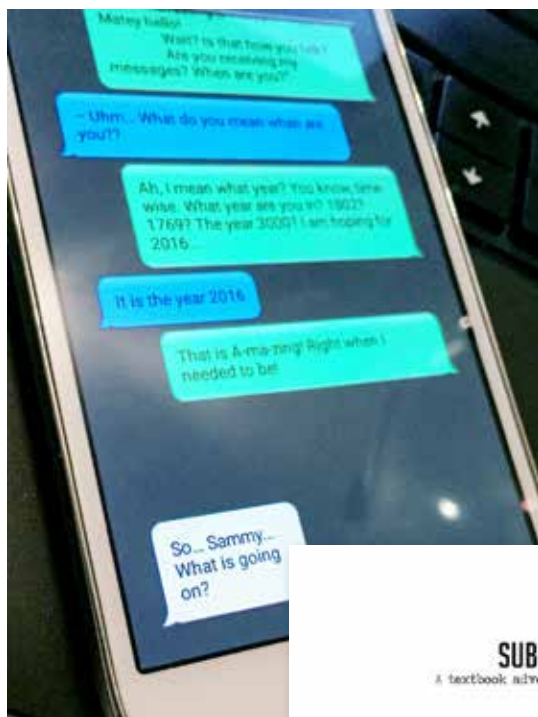 Matey hello!
Wait? Is that how you talk?
Are you receiving my
messages? When are you?"
- Uhm... What do you mean when are
you??
Ah, I mean what year? You know, time
wise. What year are you in? 1802?
1769? The year 3000? I am hoping for
2016...
It is the year 2016
That is A-ma-zing! Right when I
needed to be!
So... Sammy...
What is going
on?
SUB
A textbook adve